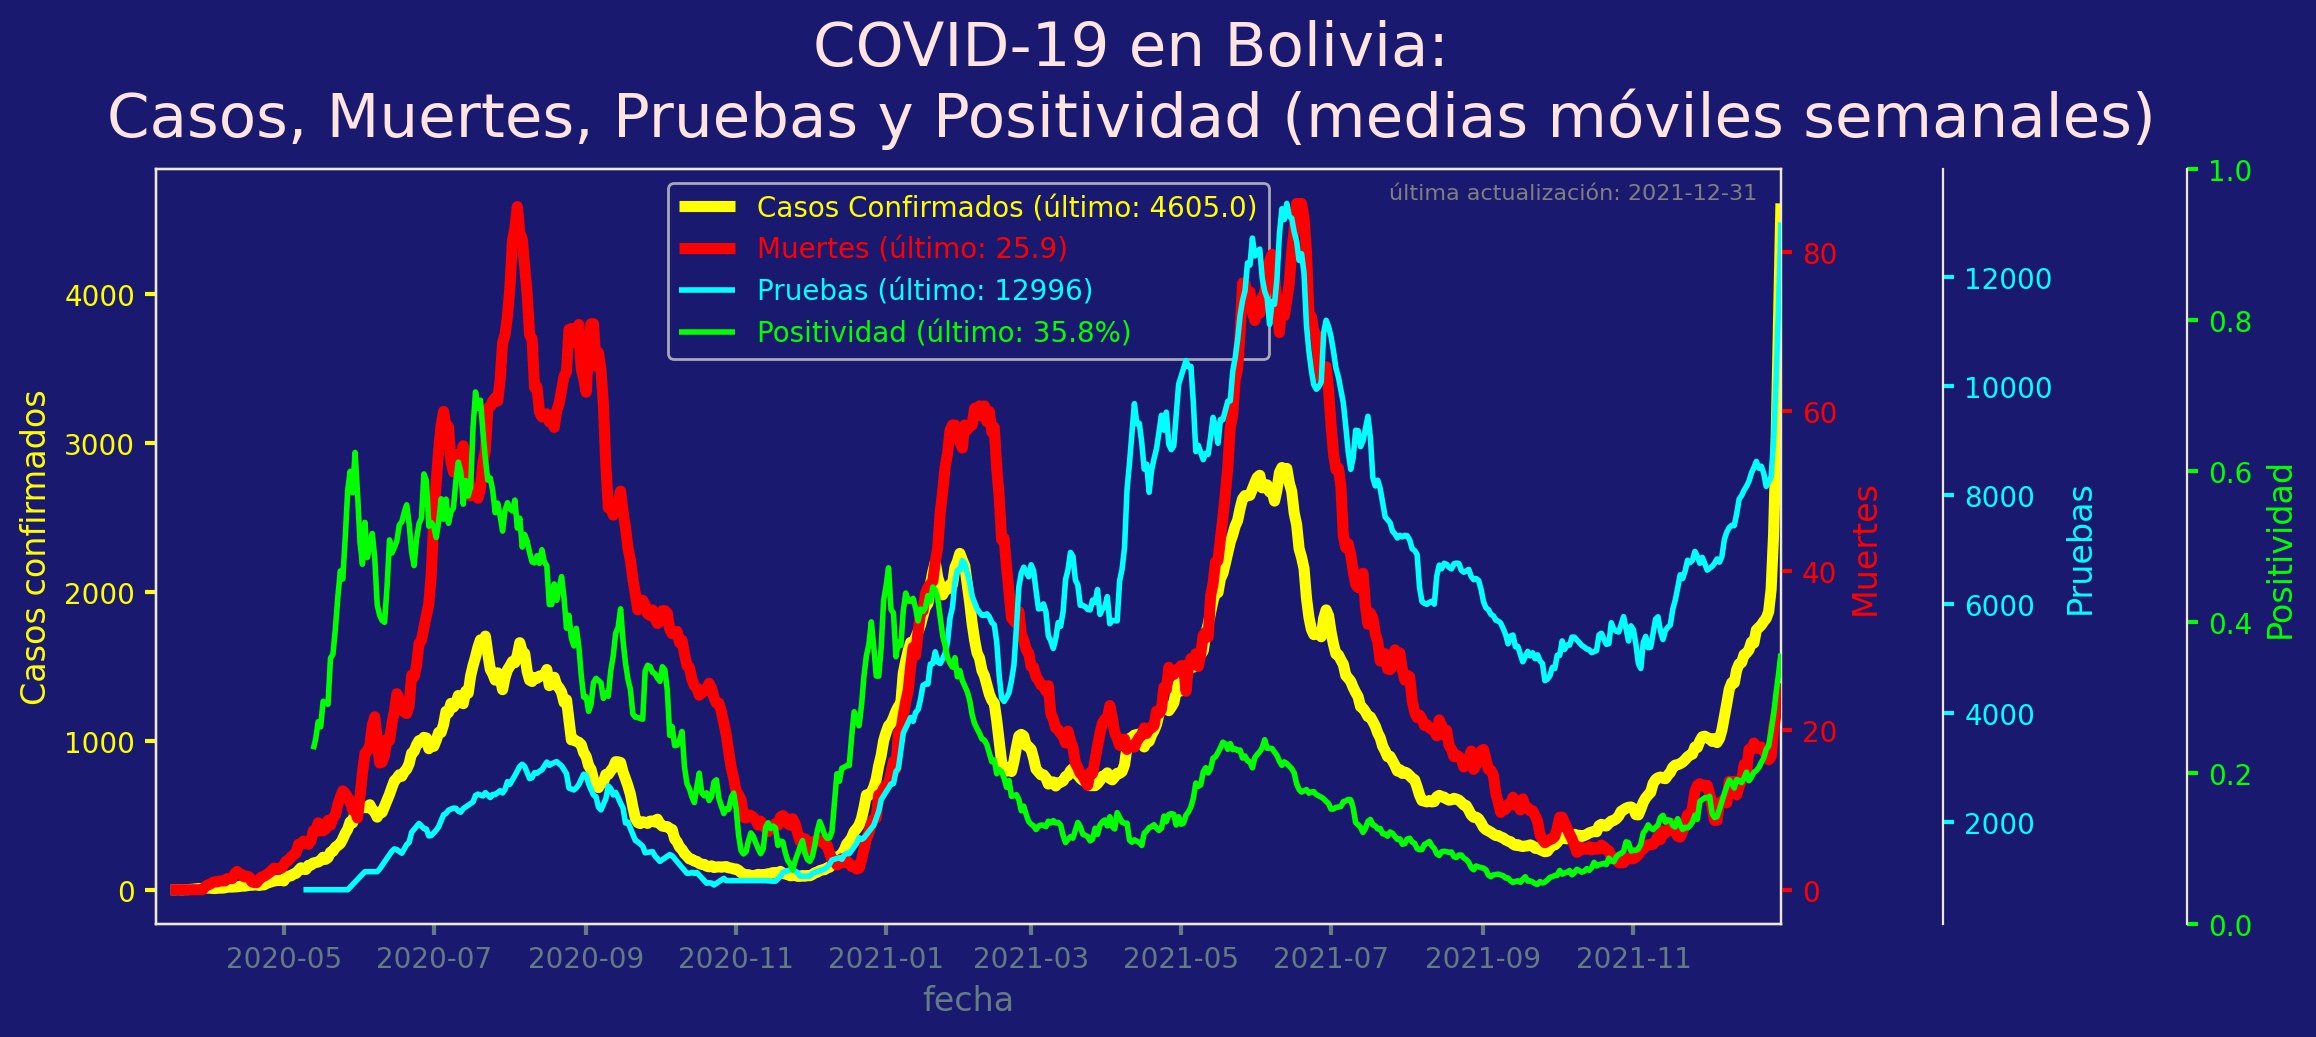 COVID-19 en Bolivia:
Casos, Muertes, Pruebas y Positividad (medias móviles semanales)
última actualización: 2021-12-31
Casos Confirmados (último: 4605.0)
Muertes (último: 25.9)
Pruebas (último: 12996)
Positividad (último: 35.8%)
Casos confirmados
4000
3000
2000
1000
0
Muertes
80
60
40
20
0
Pruebas
12000
10000
8000
6000
4000
2000
Positividad
1.0
0.8
0.6
0.4
0.2
0.0
2020-05 2020-07 2020-09 2020-11 2021-01 2021-03 2021-05 2021-07 2021-09 2021-11
fecha